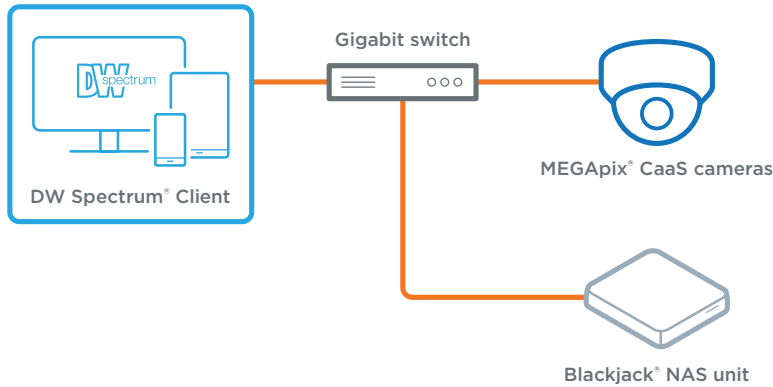 Gigabit switch
DW spectrum
MEGApix® CaaS cameras
DW Spectrum® Client
Blackjack® NAS unit